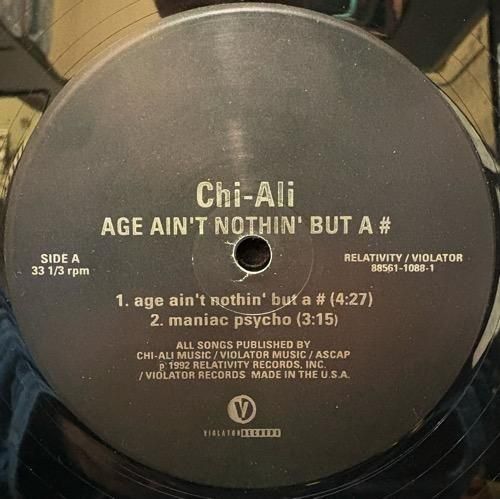 Chi-Ali
AGE AIN'T NOTHIN' BUT A #
SIDE A
33 1/3 rpm
RELATIVITY / VIOLATOR
88561-1088-1
1. age ain't nothin' but a # (4:27)
2. maniac psycho (3:15)
ALL SONGS PUBLISHED BY
CHI-ALI MUSIC / VIOLATOR MUSIC / ASCAP
p 1992 RELATIVITY RECORDS, INC.
/ VIOLATOR RECORDS MADE IN THE U.S.A.
V
VIOLATOR RECORDS